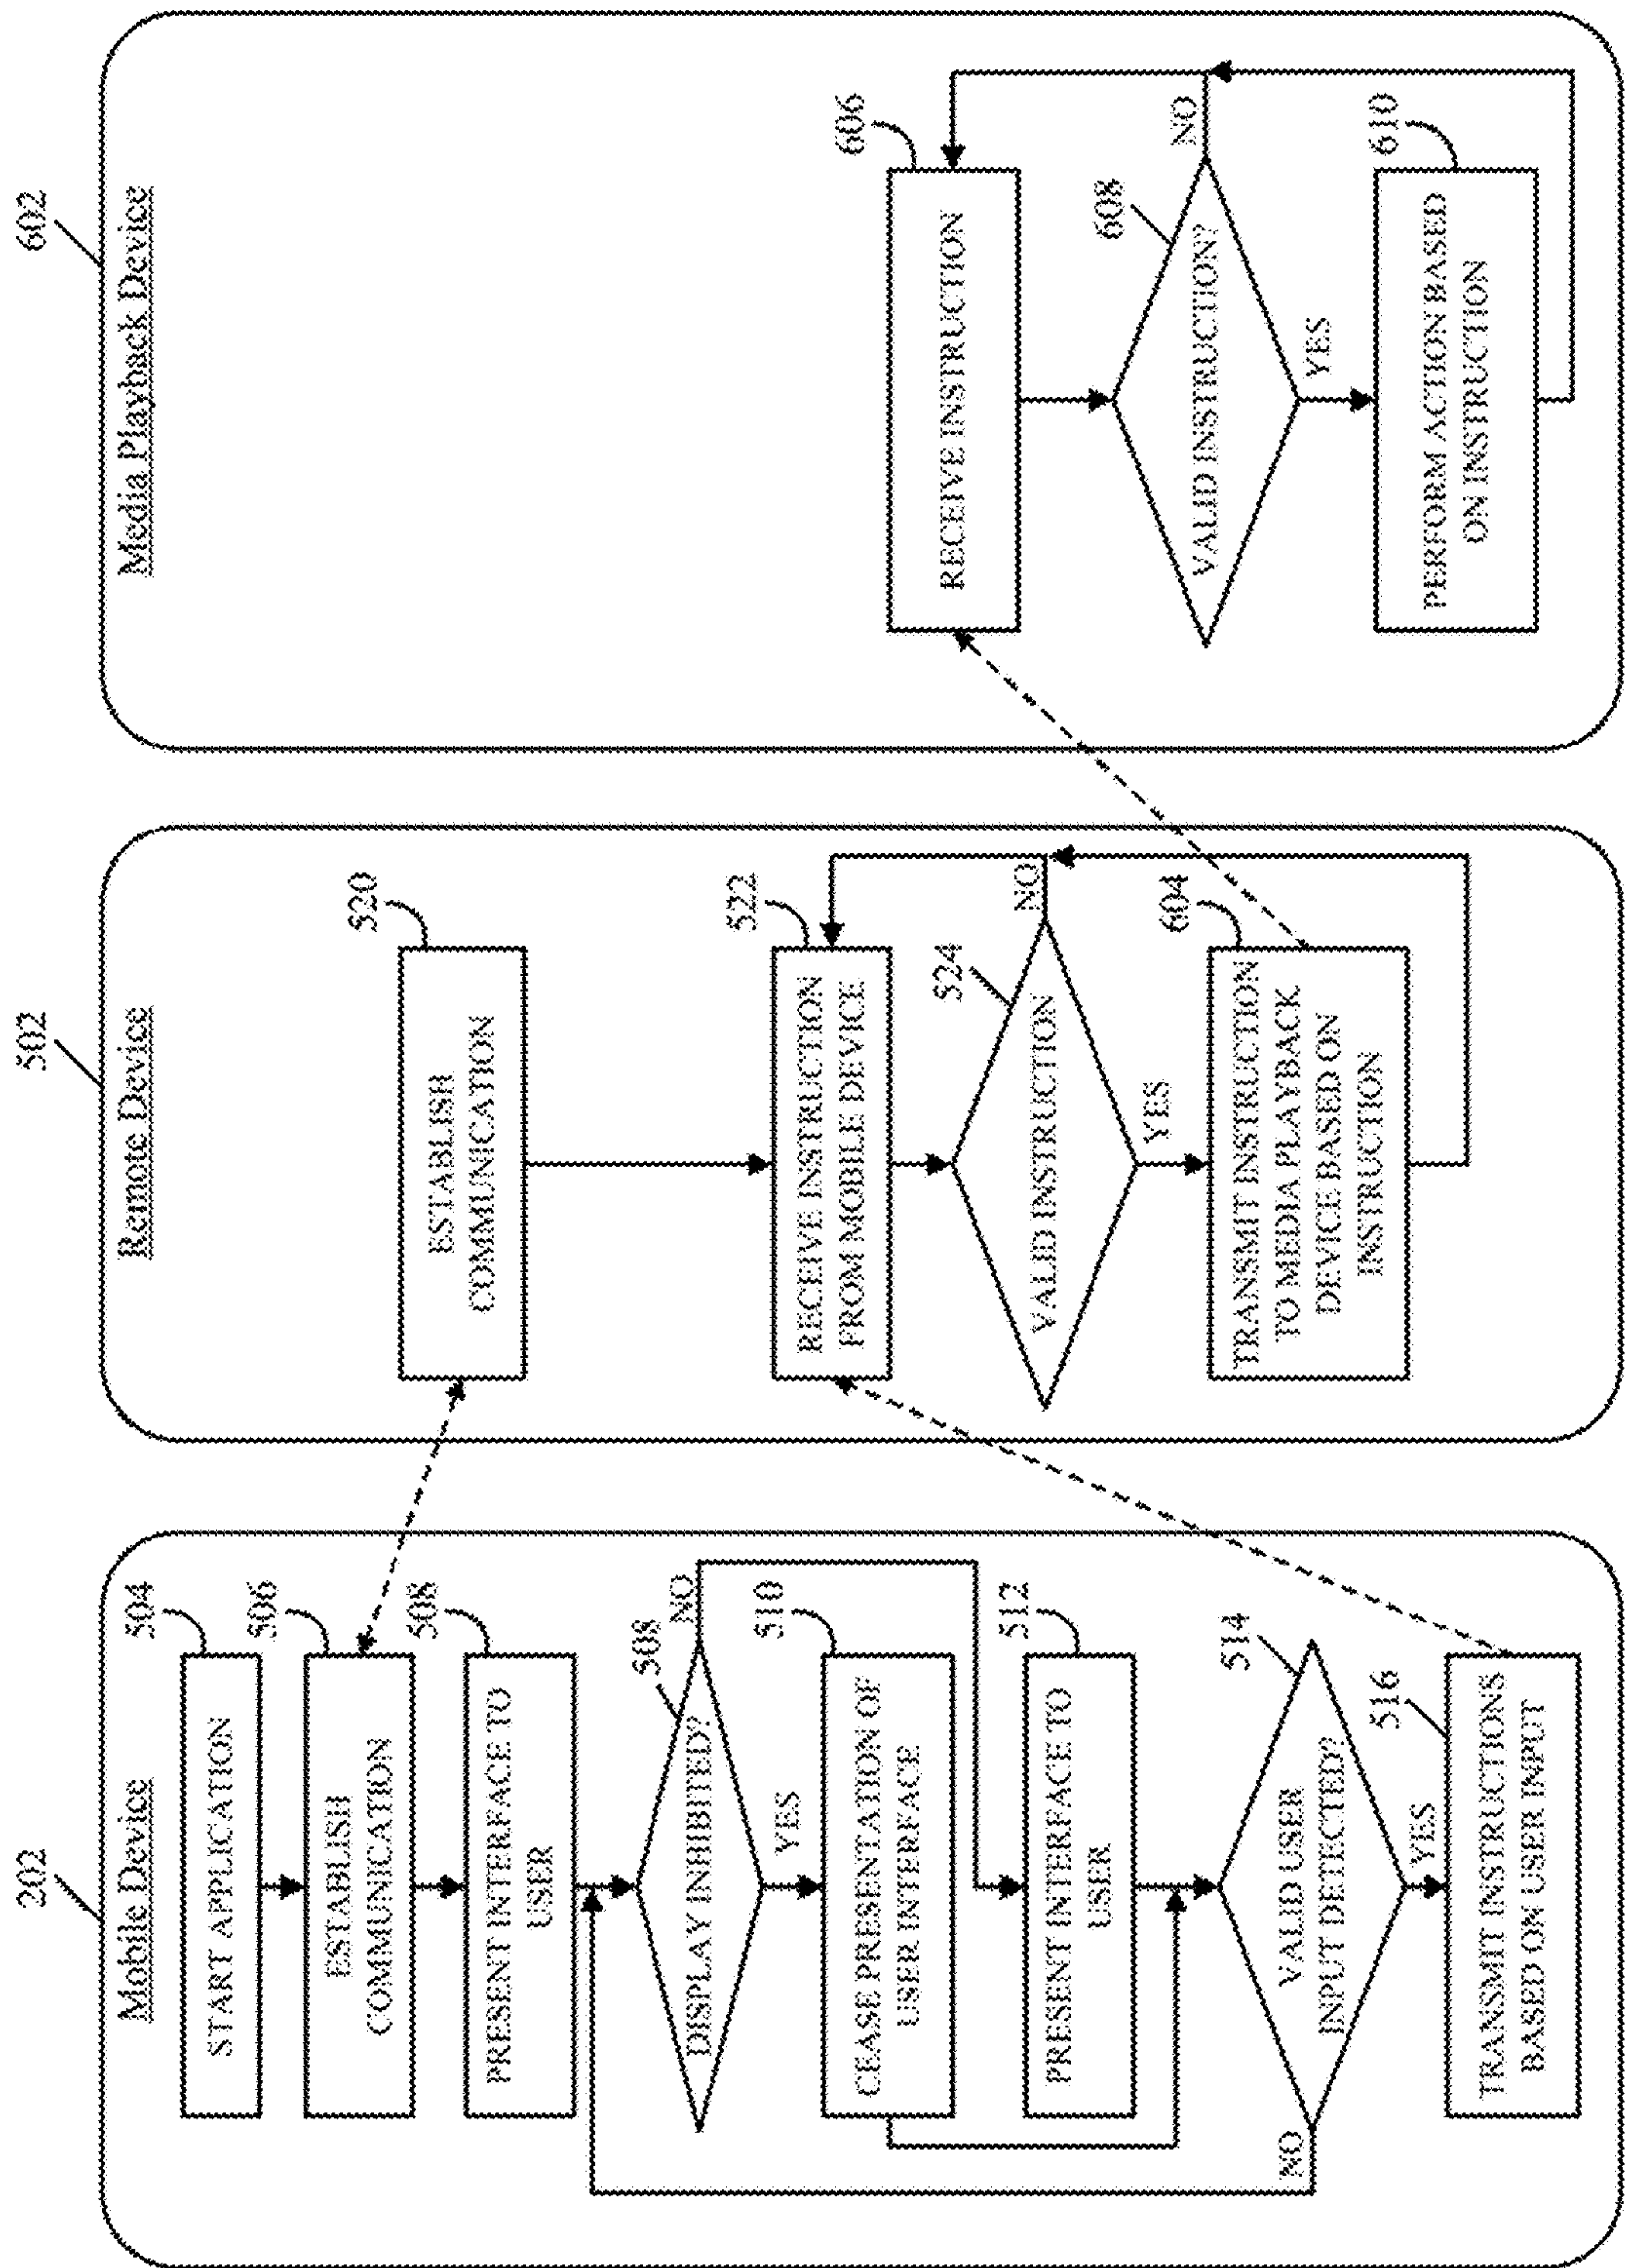 202
Mobile Device
504
START APPLICATION
506
ESTABLISH
COMMUNICATION
508
PRESENT INTERFACE TO
USER
508
DISPLAY INHIBITED?
NO
YES
510
CEASE PRESENTATION OF
USER INTERFACE
512
PRESENT INTERFACE TO
USER
514
VALID USER
INPUT DETECTED?
NO
YES
516
TRANSMIT INSTRUCTIONS
BASED ON USER INPUT
502
Remote Device
520
ESTABLISH
COMMUNICATION
522
RECEIVE INSTRUCTION
FROM MOBILE DEVICE
524
VALID INSTRUCTION
NO
YES
604
TRANSMIT INSTRUCTION
TO MEDIA PLAYBACK
DEVICE BASED ON
INSTRUCTION
602
Media Playback Device
606
RECEIVE INSTRUCTION
608
VALID INSTRUCTION?
NO
YES
610
PERFORM ACTION BASED
ON INSTRUCTION